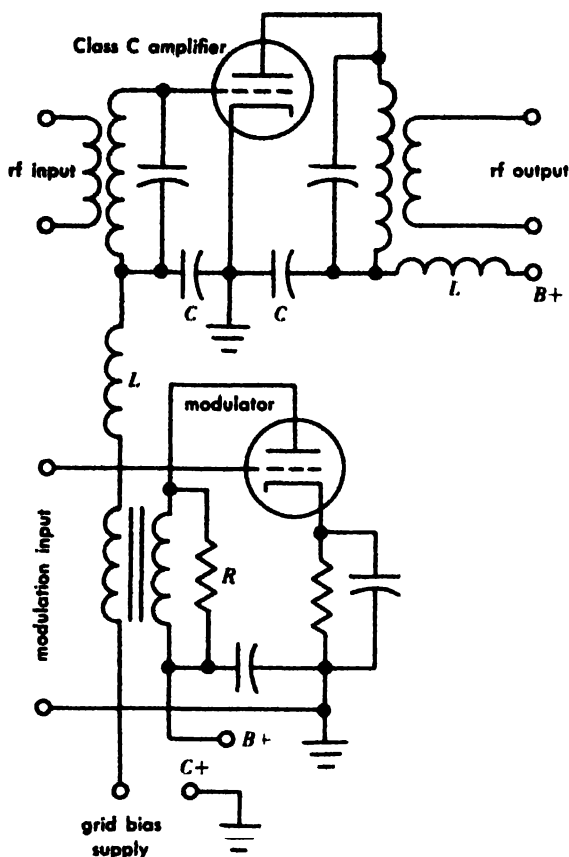 Class C amplifier
rf input
rf output
C
C
L
B+
L
modulator
modulation input
R
B+
C+
grid bias
supply